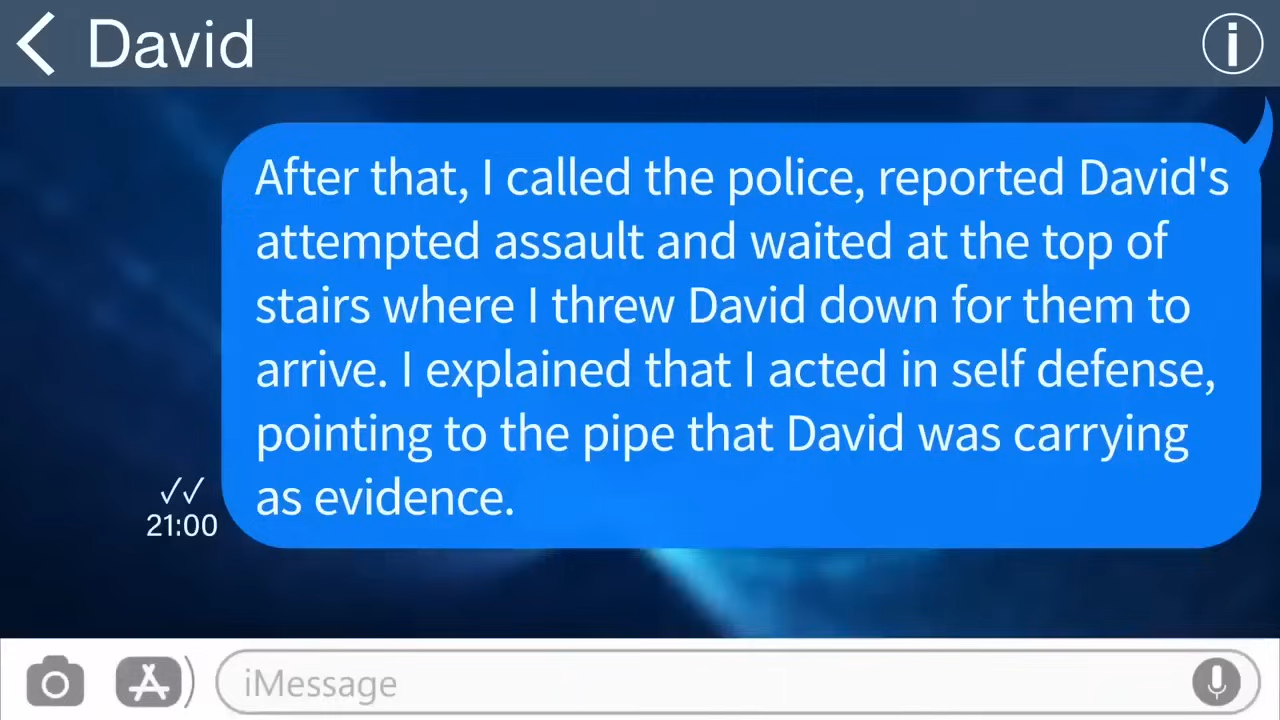 David
After that, I called the police, reported David's
attempted assault and waited at the top of
stairs where I threw David down for them to
arrive. I explained that I acted in self defense,
pointing to the pipe that David was carrying
as evidence.
21:00
iMessage